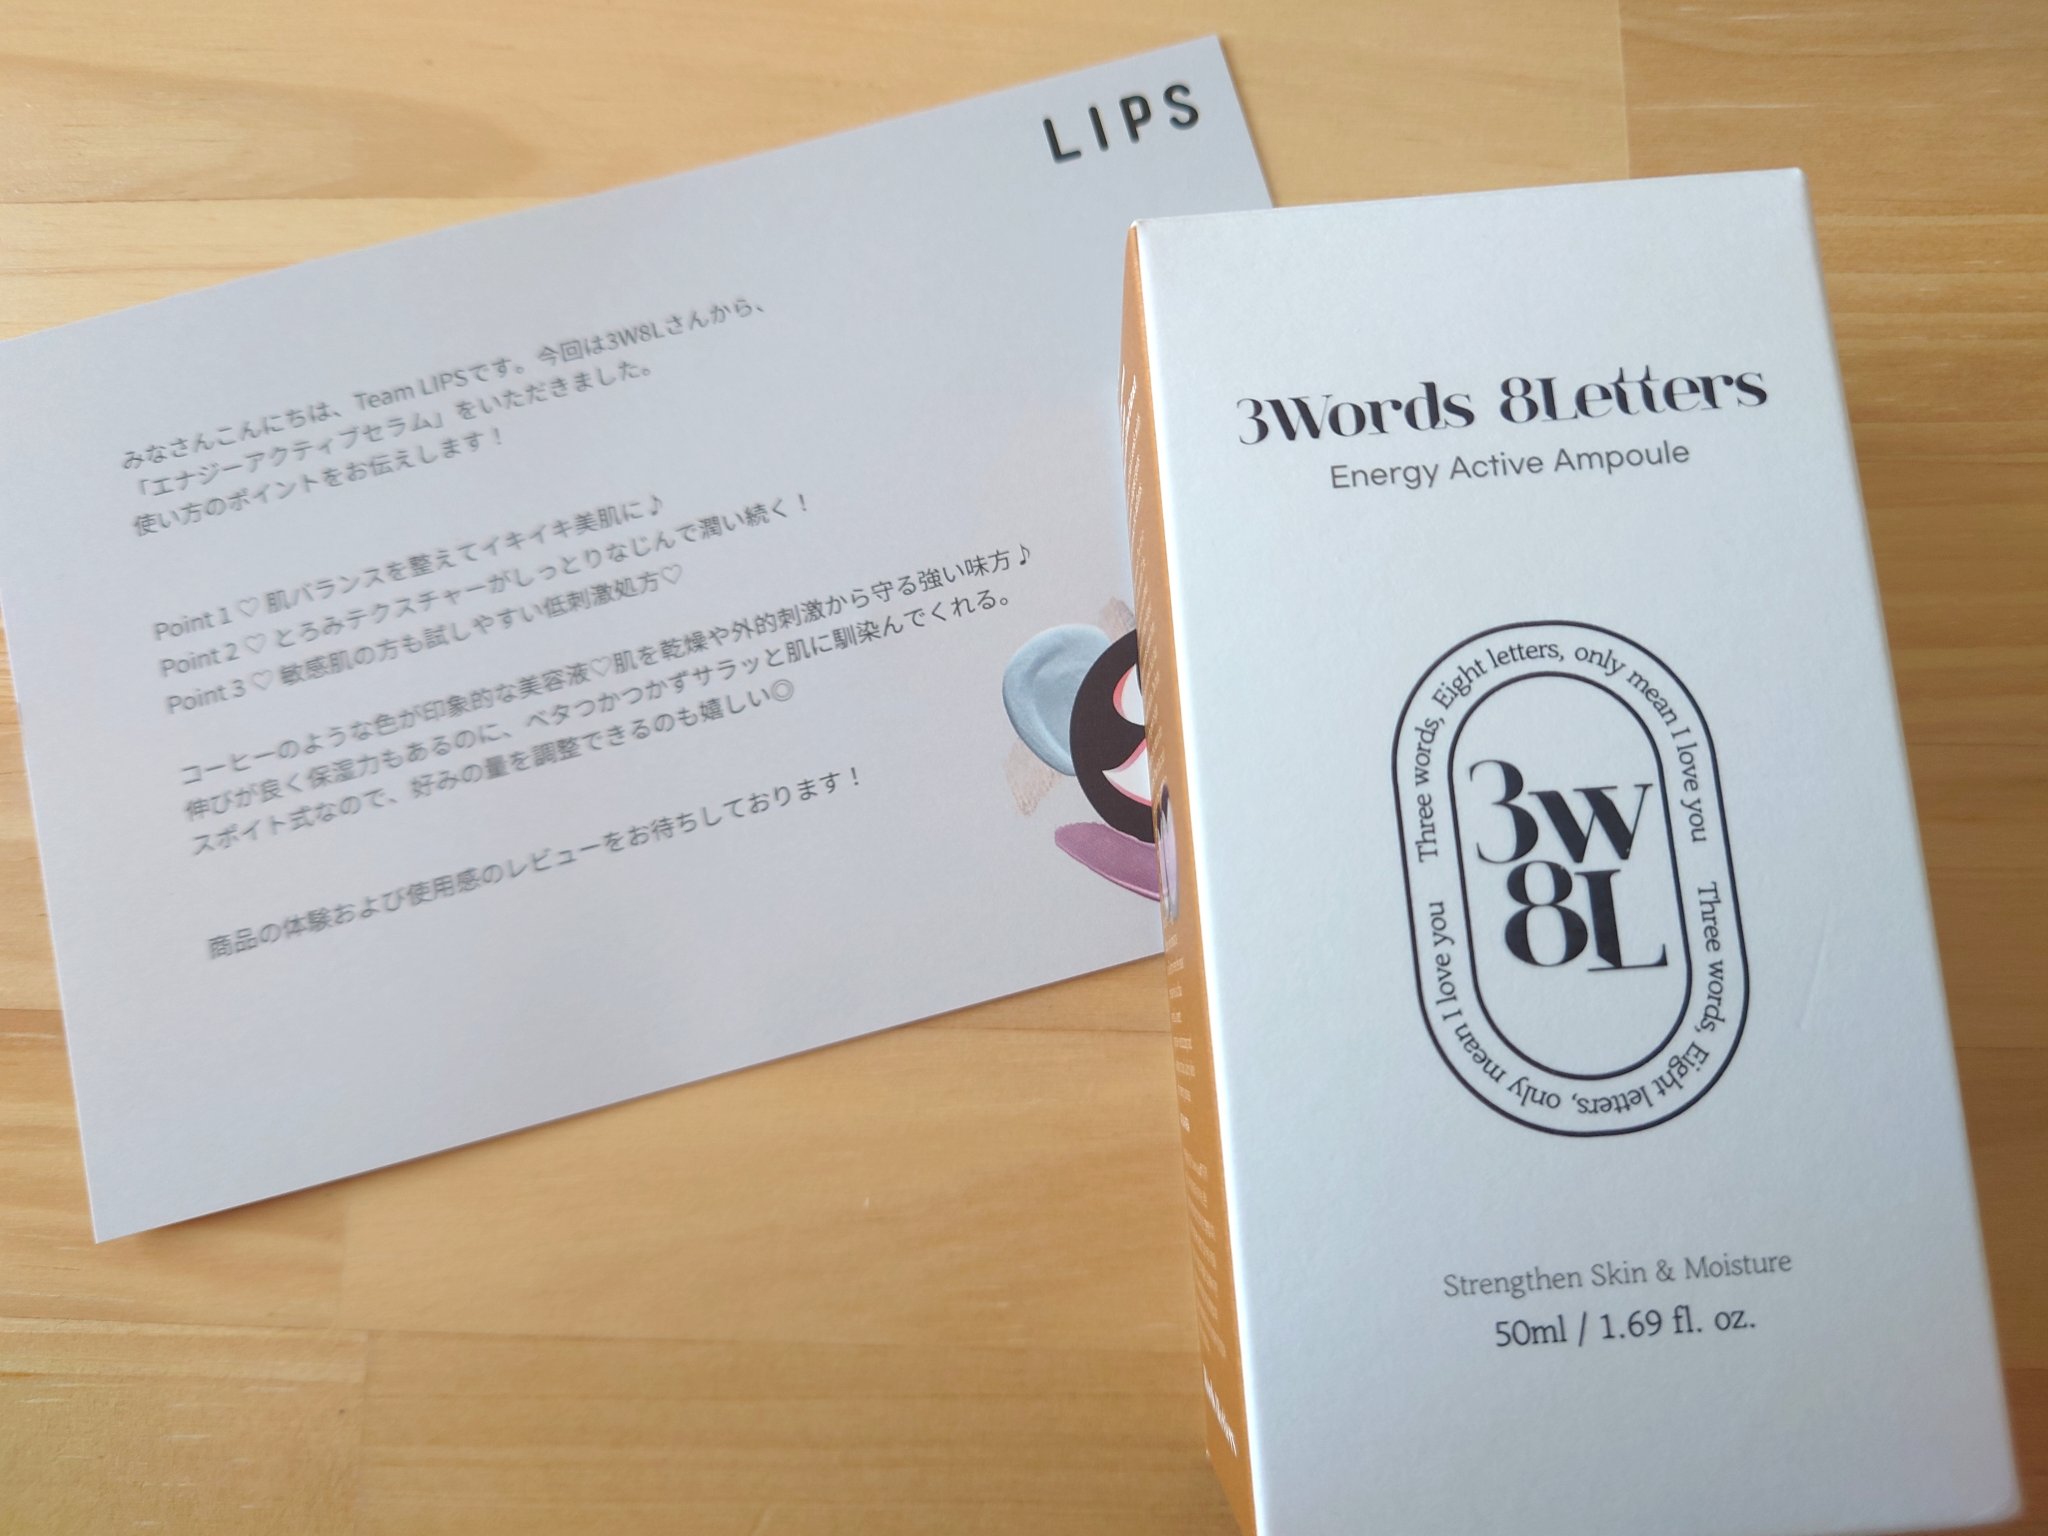 LIPS
みなさんこんにちは、Team LIPSです。今回は3W8Lさんから、
「エナジーアクティブセラム」をいただきました。
使い方のポイントをお伝えします！
Point 1 ♡ 肌バランスを整えてイキイキ美肌に♪
Point 2 ♡ とろみテクスチャーがしっとりなじんで潤い続く！
Point 3 ♡ 敏感肌の方も試しやすい低刺激処方♡
コーヒーのような色が印象的な美容液♡肌を乾燥や外的刺激から守る強い味方♪
伸びが良く保湿力もあるのに、ベタつかつかずサラッと肌に馴染んでくれる。
スポイト式なので、好みの量を調整できるのも嬉しい◎
商品の体験および使用感のレビューをお待ちしております！
3Words 8Letters
Energy Active Ampoule
Three words, Eight letters, only mean I love you
Three words, Eight letters, only mean I love you
3W
8L
Strengthen Skin & Moisture
50ml / 1.69 fl. oz.